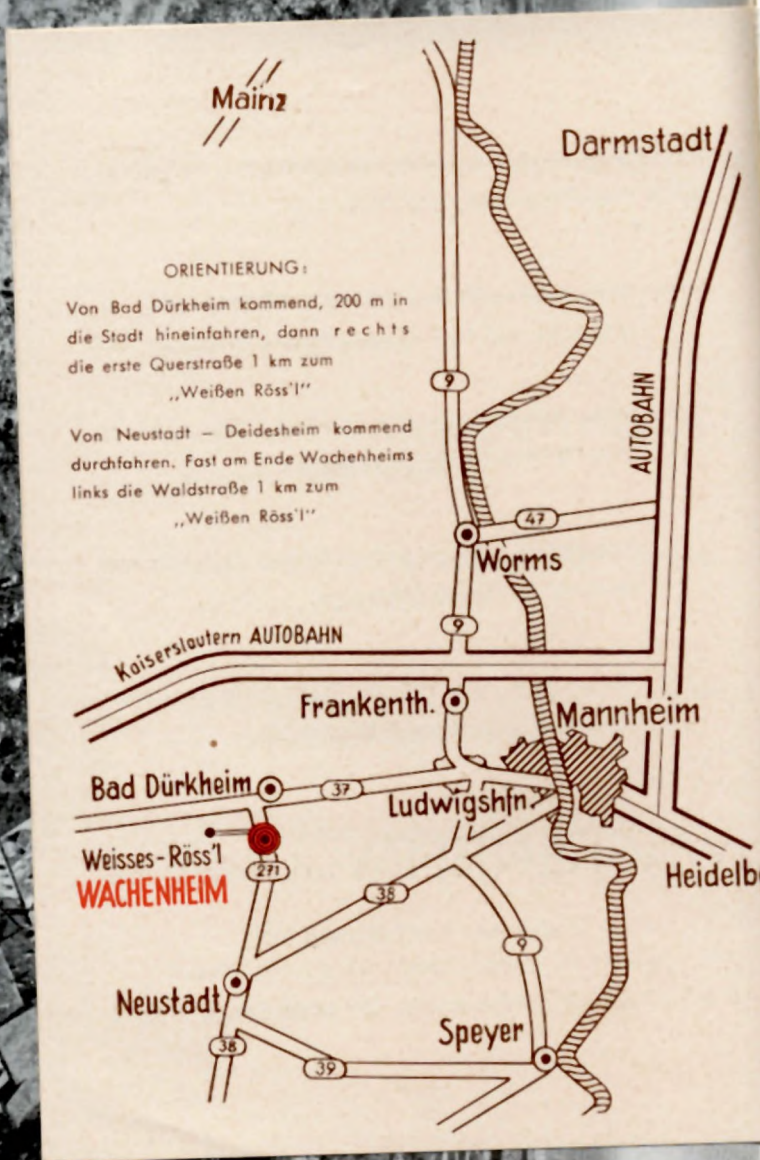 Mainz
Darmstadt
ORIENTIERUNG:
Von Bad Dürkheim kommend, 200 m in
die Stadt hineinfahren, dann rechts
die erste Querstraße 1 km zum
„Weißen Röss'l"
Von Neustadt – Deidesheim kommend
durchfahren. Fast am Ende Wachenheims
links die Waldstraße 1 km zum
„Weißen Röss'l"
9
AUTOBAHN
47
Worms
9
Kaiserslautern AUTOBAHN
Frankenth.
Mannheim
Bad Dürkheim
37
Ludwigshfn.
Weisses-Röss'l
WACHENHEIM
271
Heidelb
38
9
Neustadt
Speyer
38
39